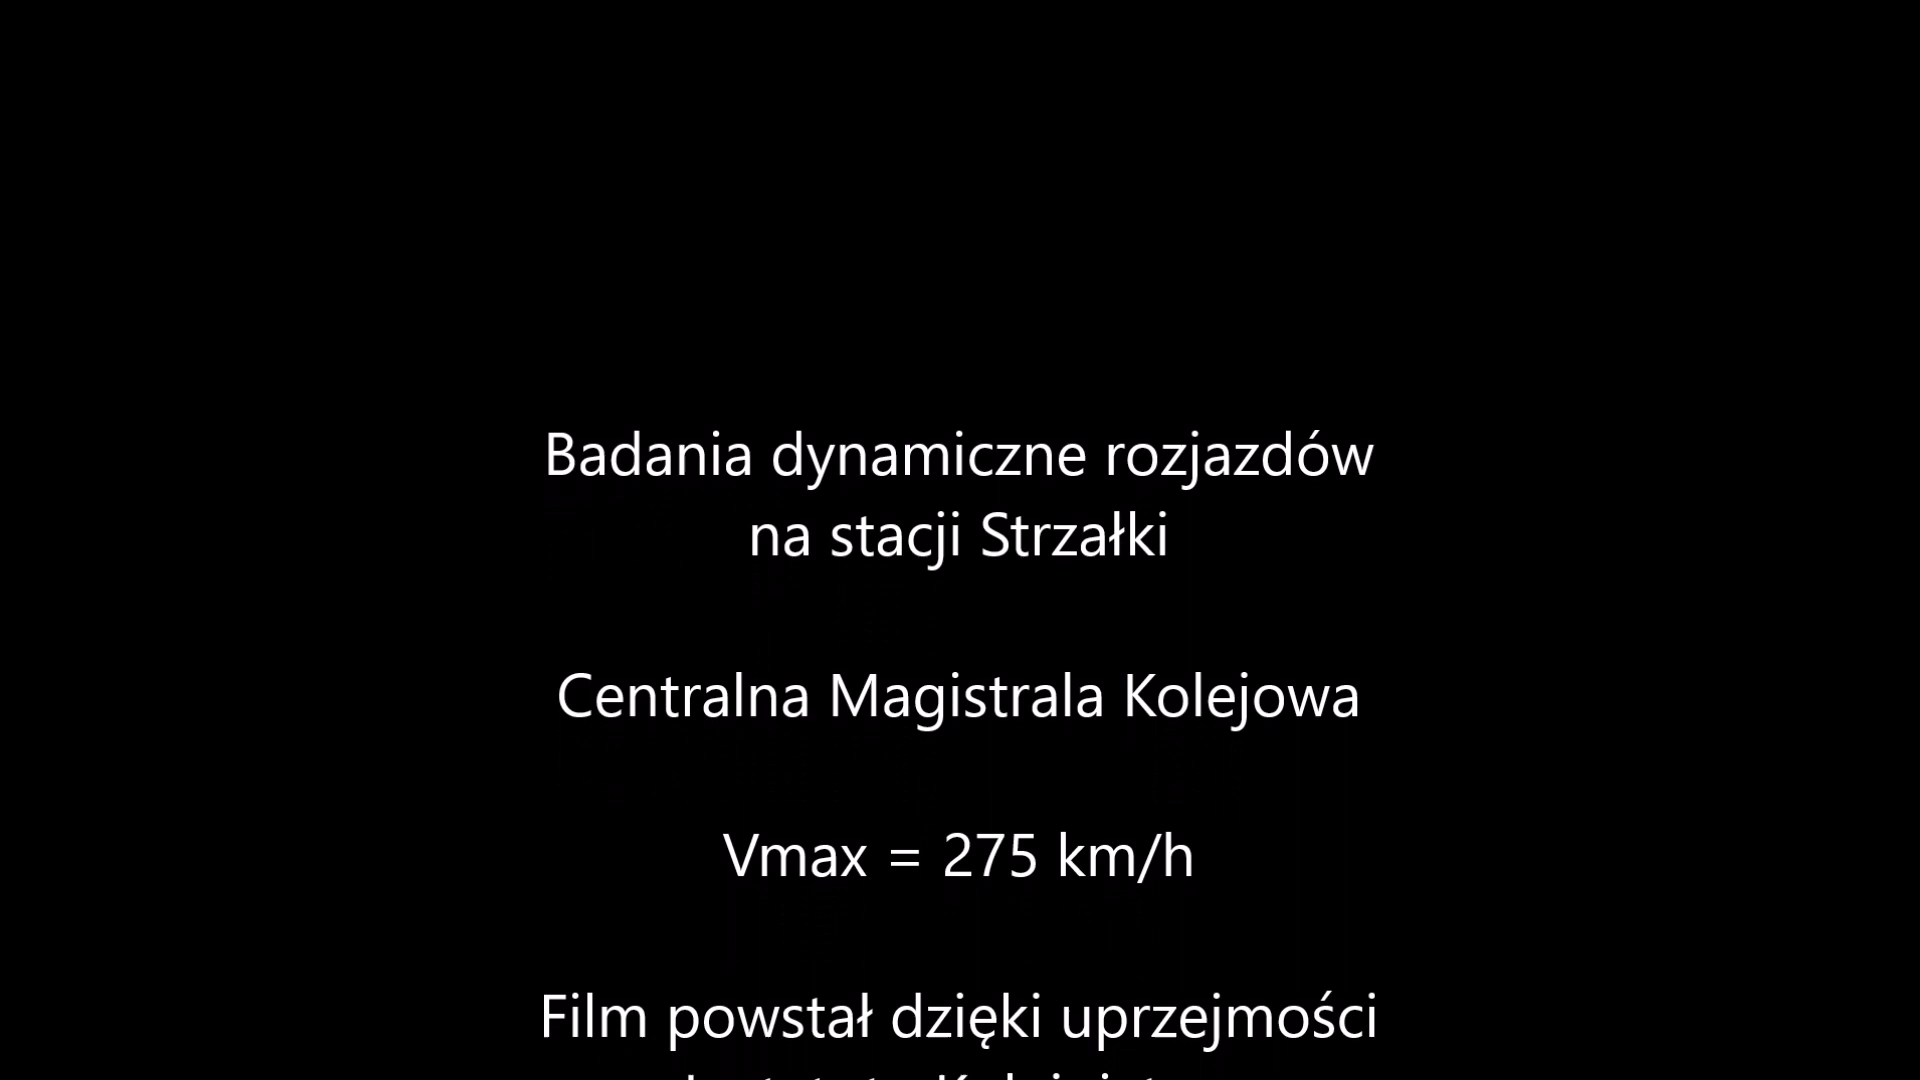 Badania dynamiczne rozjazdów
na stacji Strzałki
Centralna Magistrala Kolejowa
Vmax = 275 km/h
Film powstał dzięki uprzejmości